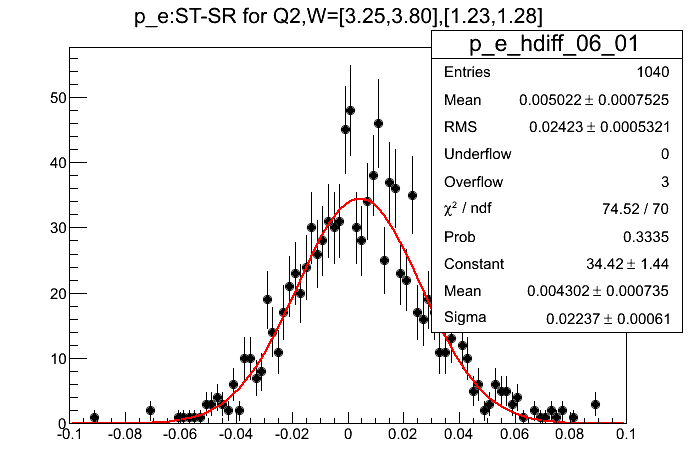 p_e:ST-SR for Q2,W=[3.25,3.80],[1.23,1.28]
p_e_hdiff_06_01
Entries 1040
Mean 0.005022 ± 0.0007525
RMS 0.02423 ± 0.0005321
Underflow 0
Overflow 3
χ² / ndf 74.52 / 70
Prob 0.3335
Constant 34.42 ± 1.44
Mean 0.004302 ± 0.000735
Sigma 0.02237 ± 0.00061
50
40
30
20
10
0
-0.1 -0.08 -0.06 -0.04 -0.02 0 0.02 0.04 0.06 0.08 0.1